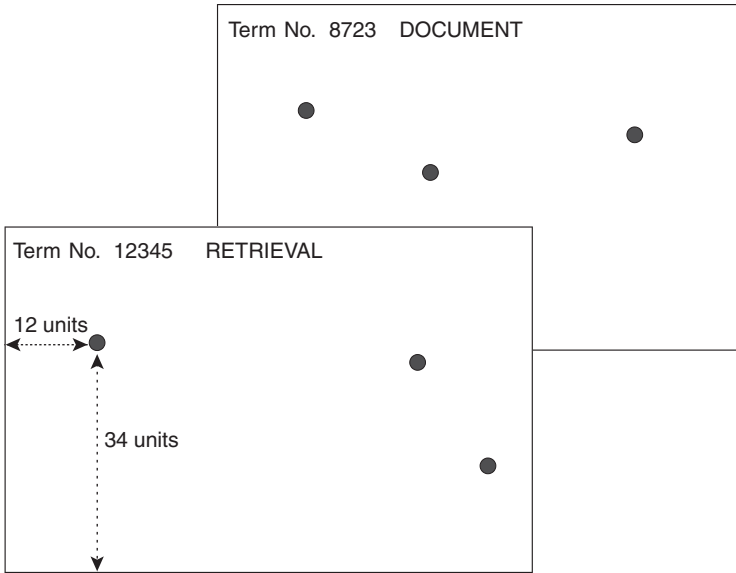 Term No. 8723 DOCUMENT
Term No. 12345 RETRIEVAL
12 units
34 units